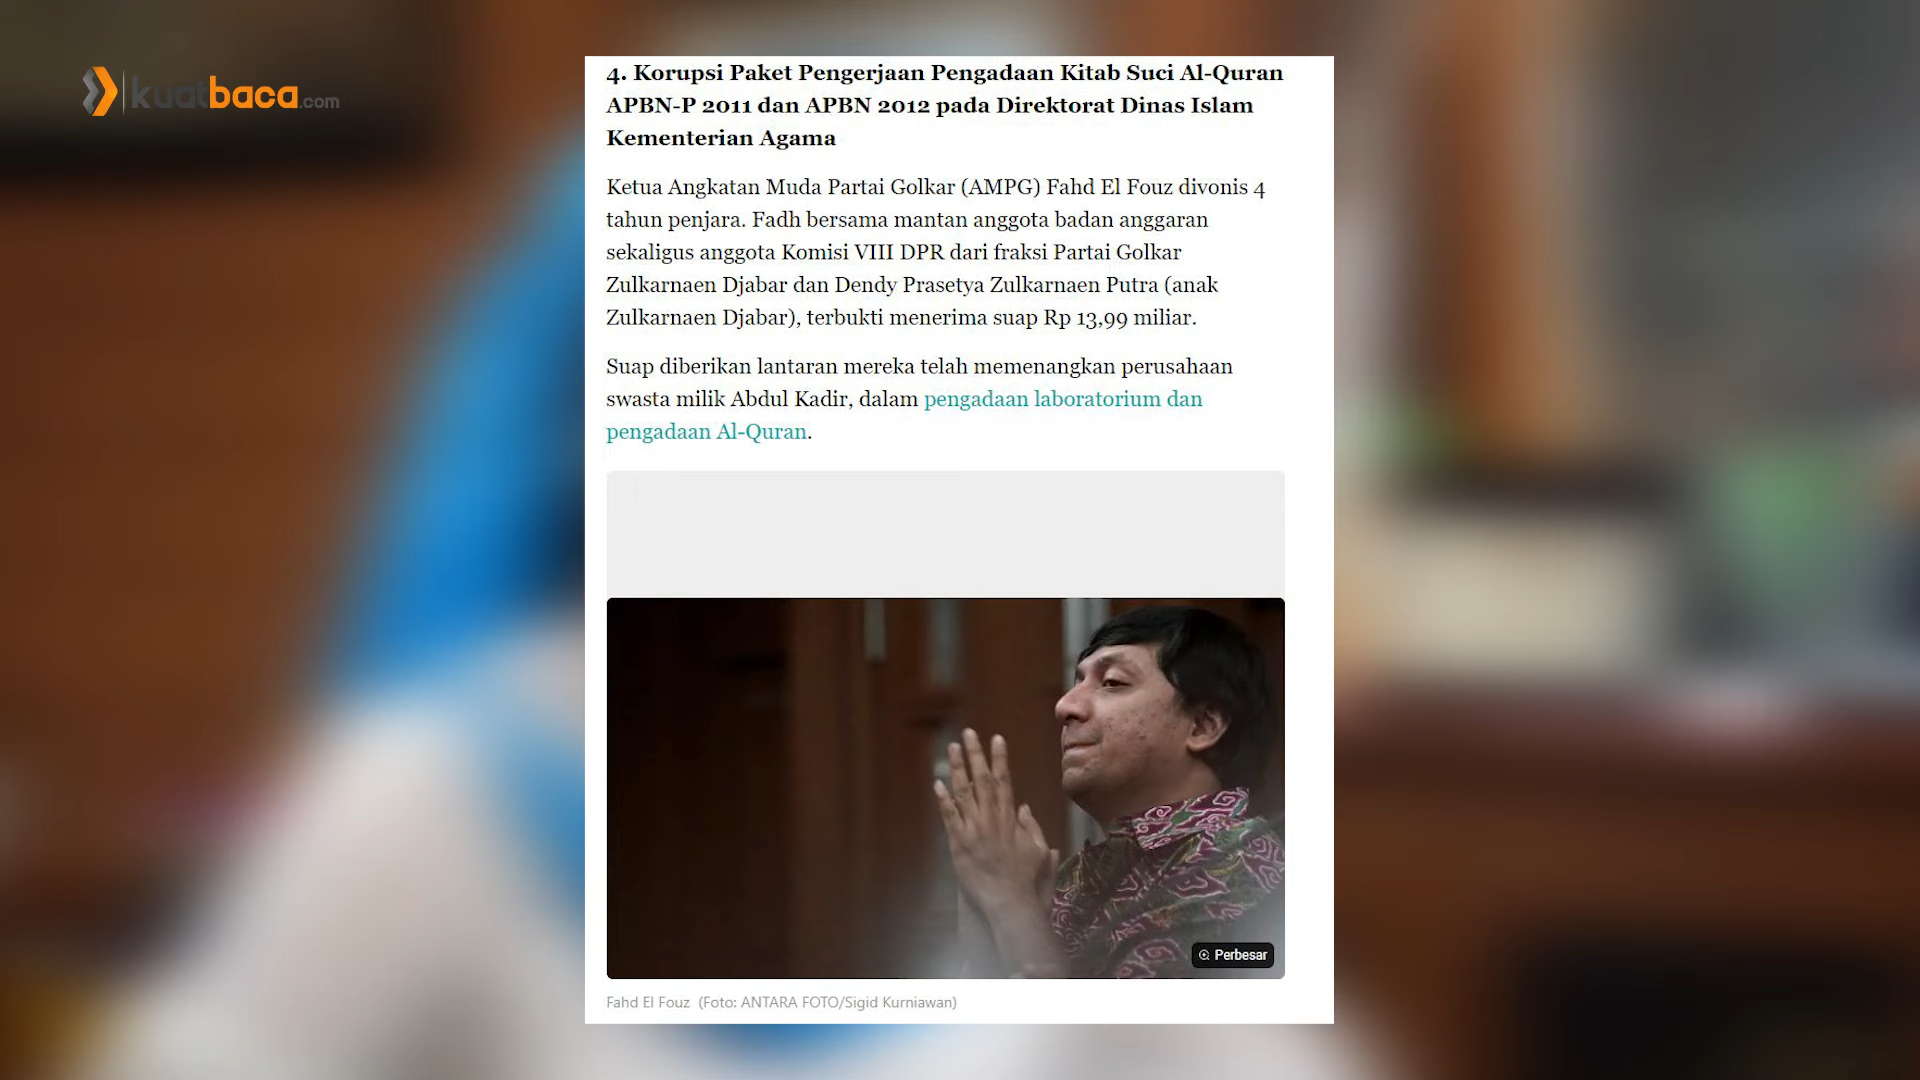 kuatbaca.com
4. Korupsi Paket Pengerjaan Pengadaan Kitab Suci Al-Quran
APBN-P 2011 dan APBN 2012 pada Direktorat Dinas Islam
Kementerian Agama
Ketua Angkatan Muda Partai Golkar (AMPG) Fahd El Fouz divonis 4
tahun penjara. Fadh bersama mantan anggota badan anggaran
sekaligus anggota Komisi VIII DPR dari fraksi Partai Golkar
Zulkarnaen Djabar dan Dendy Prasetya Zulkarnaen Putra (anak
Zulkarnaen Djabar), terbukti menerima suap Rp 13,99 miliar.
Suap diberikan lantaran mereka telah memenangkan perusahaan
swasta milik Abdul Kadir, dalam pengadaan laboratorium dan
pengadaan Al-Quran.
Perbesar
Fahd El Fouz (Foto: ANTARA FOTO/Sigid Kurniawan)